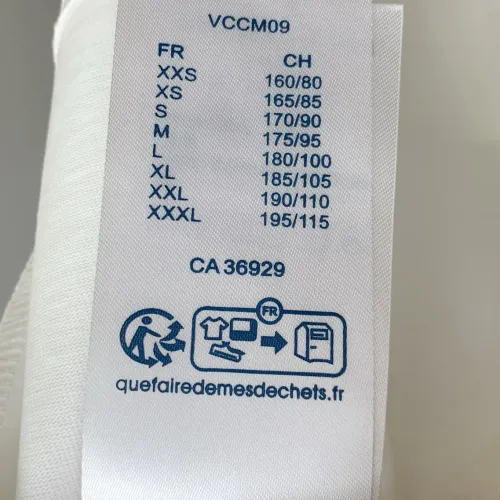 VCCM09
FR CH
XXS 160/80
XS 165/85
S 170/90
M 175/95
L 180/100
XL 185/105
XXL 190/110
XXXL 195/115
CA 36929
FR
quefairedemesdechets.fr